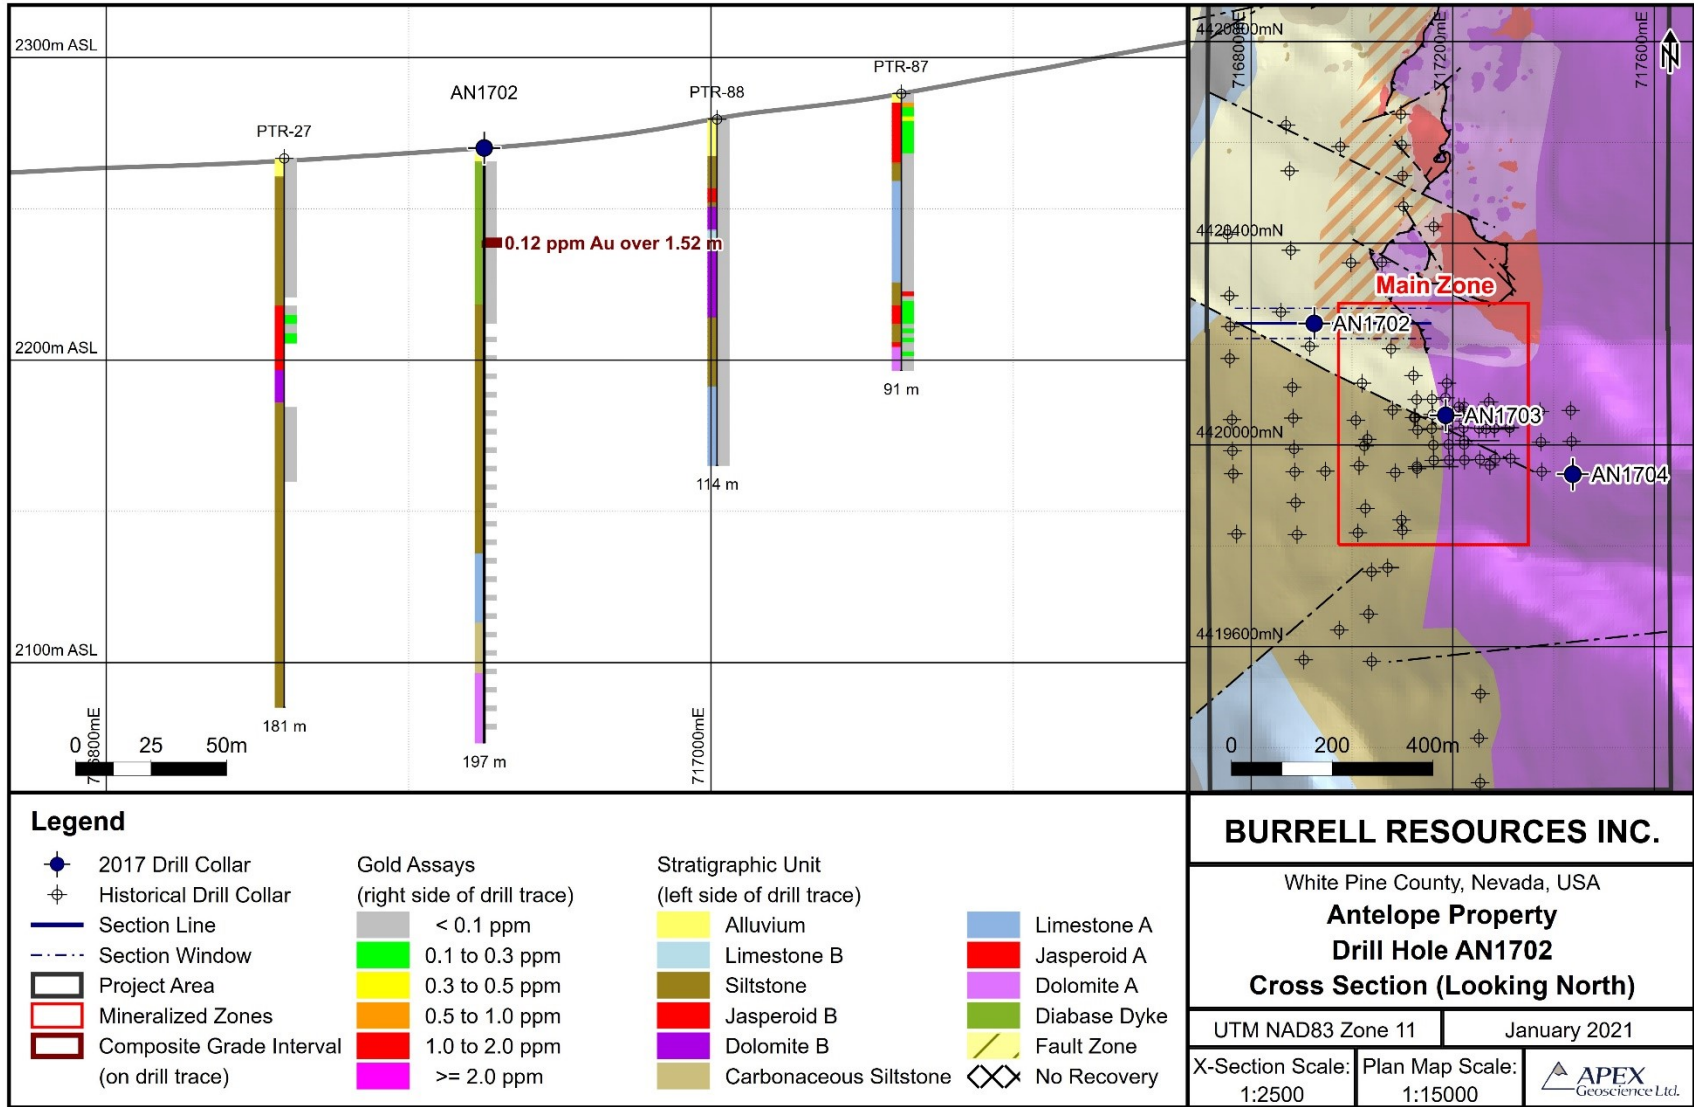 2300m ASL
PTR-27
AN1702
PTR-88
PTR-87
0.12 ppm Au over 1.52 m
2200m ASL
91 m
114 m
2100m ASL
181 m
197 m
716800mE
717000mE
0 25 50m
4420800mN
716800mE
717200mE
717600mE
N
4420400mN
Main Zone
AN1702
AN1703
4420000mN
AN1704
4419600mN
0 200 400m
Legend
2017 Drill Collar
Historical Drill Collar
Section Line
Section Window
Project Area
Mineralized Zones
Composite Grade Interval
(on drill trace)
Gold Assays
(right side of drill trace)
< 0.1 ppm
0.1 to 0.3 ppm
0.3 to 0.5 ppm
0.5 to 1.0 ppm
1.0 to 2.0 ppm
>= 2.0 ppm
Stratigraphic Unit
(left side of drill trace)
Alluvium
Limestone B
Siltstone
Jasperoid B
Dolomite B
Carbonaceous Siltstone
Limestone A
Jasperoid A
Dolomite A
Diabase Dyke
Fault Zone
No Recovery
BURRELL RESOURCES INC.
White Pine County, Nevada, USA
Antelope Property
Drill Hole AN1702
Cross Section (Looking North)
UTM NAD83 Zone 11
January 2021
X-Section Scale:
1:2500
Plan Map Scale:
1:15000
APEX
Geoscience Ltd.